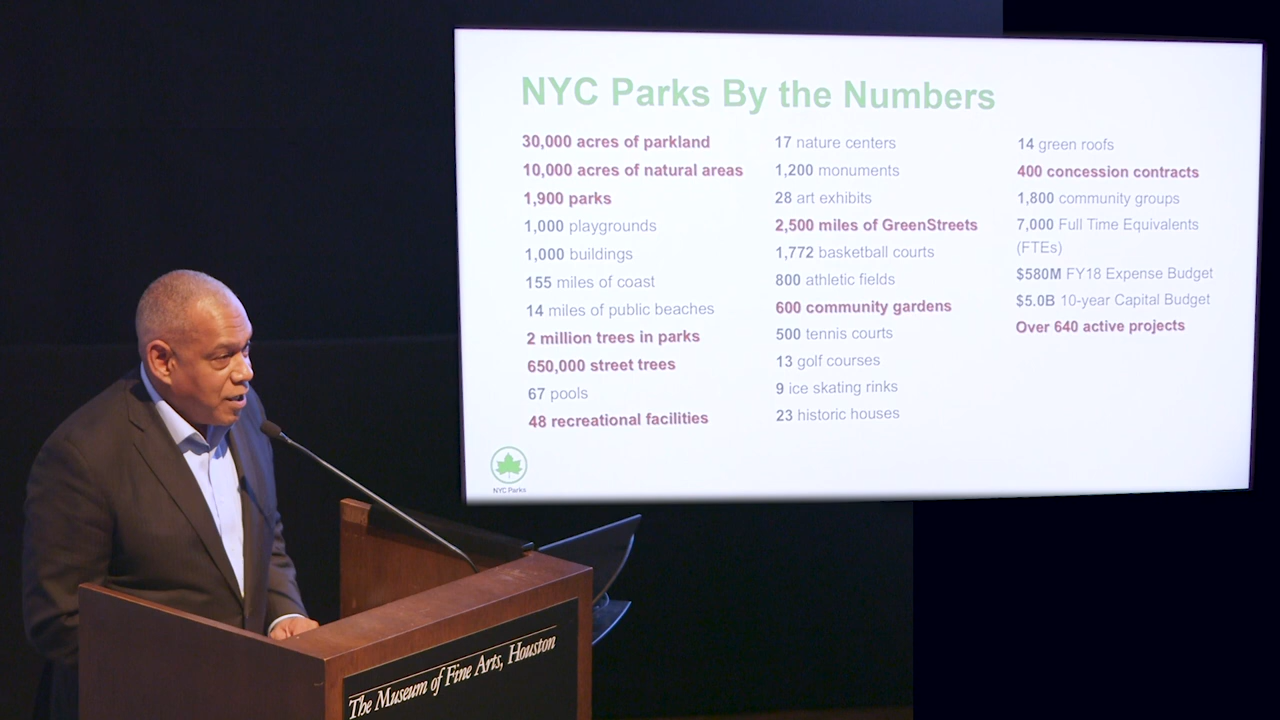 NYC Parks By the Numbers
30,000 acres of parkland
10,000 acres of natural areas
1,900 parks
1,000 playgrounds
1,000 buildings
155 miles of coast
14 miles of public beaches
2 million trees in parks
650,000 street trees
67 pools
48 recreational facilities
17 nature centers
1,200 monuments
28 art exhibits
2,500 miles of GreenStreets
1,772 basketball courts
800 athletic fields
600 community gardens
500 tennis courts
13 golf courses
9 ice skating rinks
23 historic houses
14 green roofs
400 concession contracts
1,800 community groups
7,000 Full Time Equivalents
(FTEs)
$580M FY18 Expense Budget
$5.0B 10-year Capital Budget
Over 640 active projects
NYC Parks
The Museum of Fine Arts, Houston